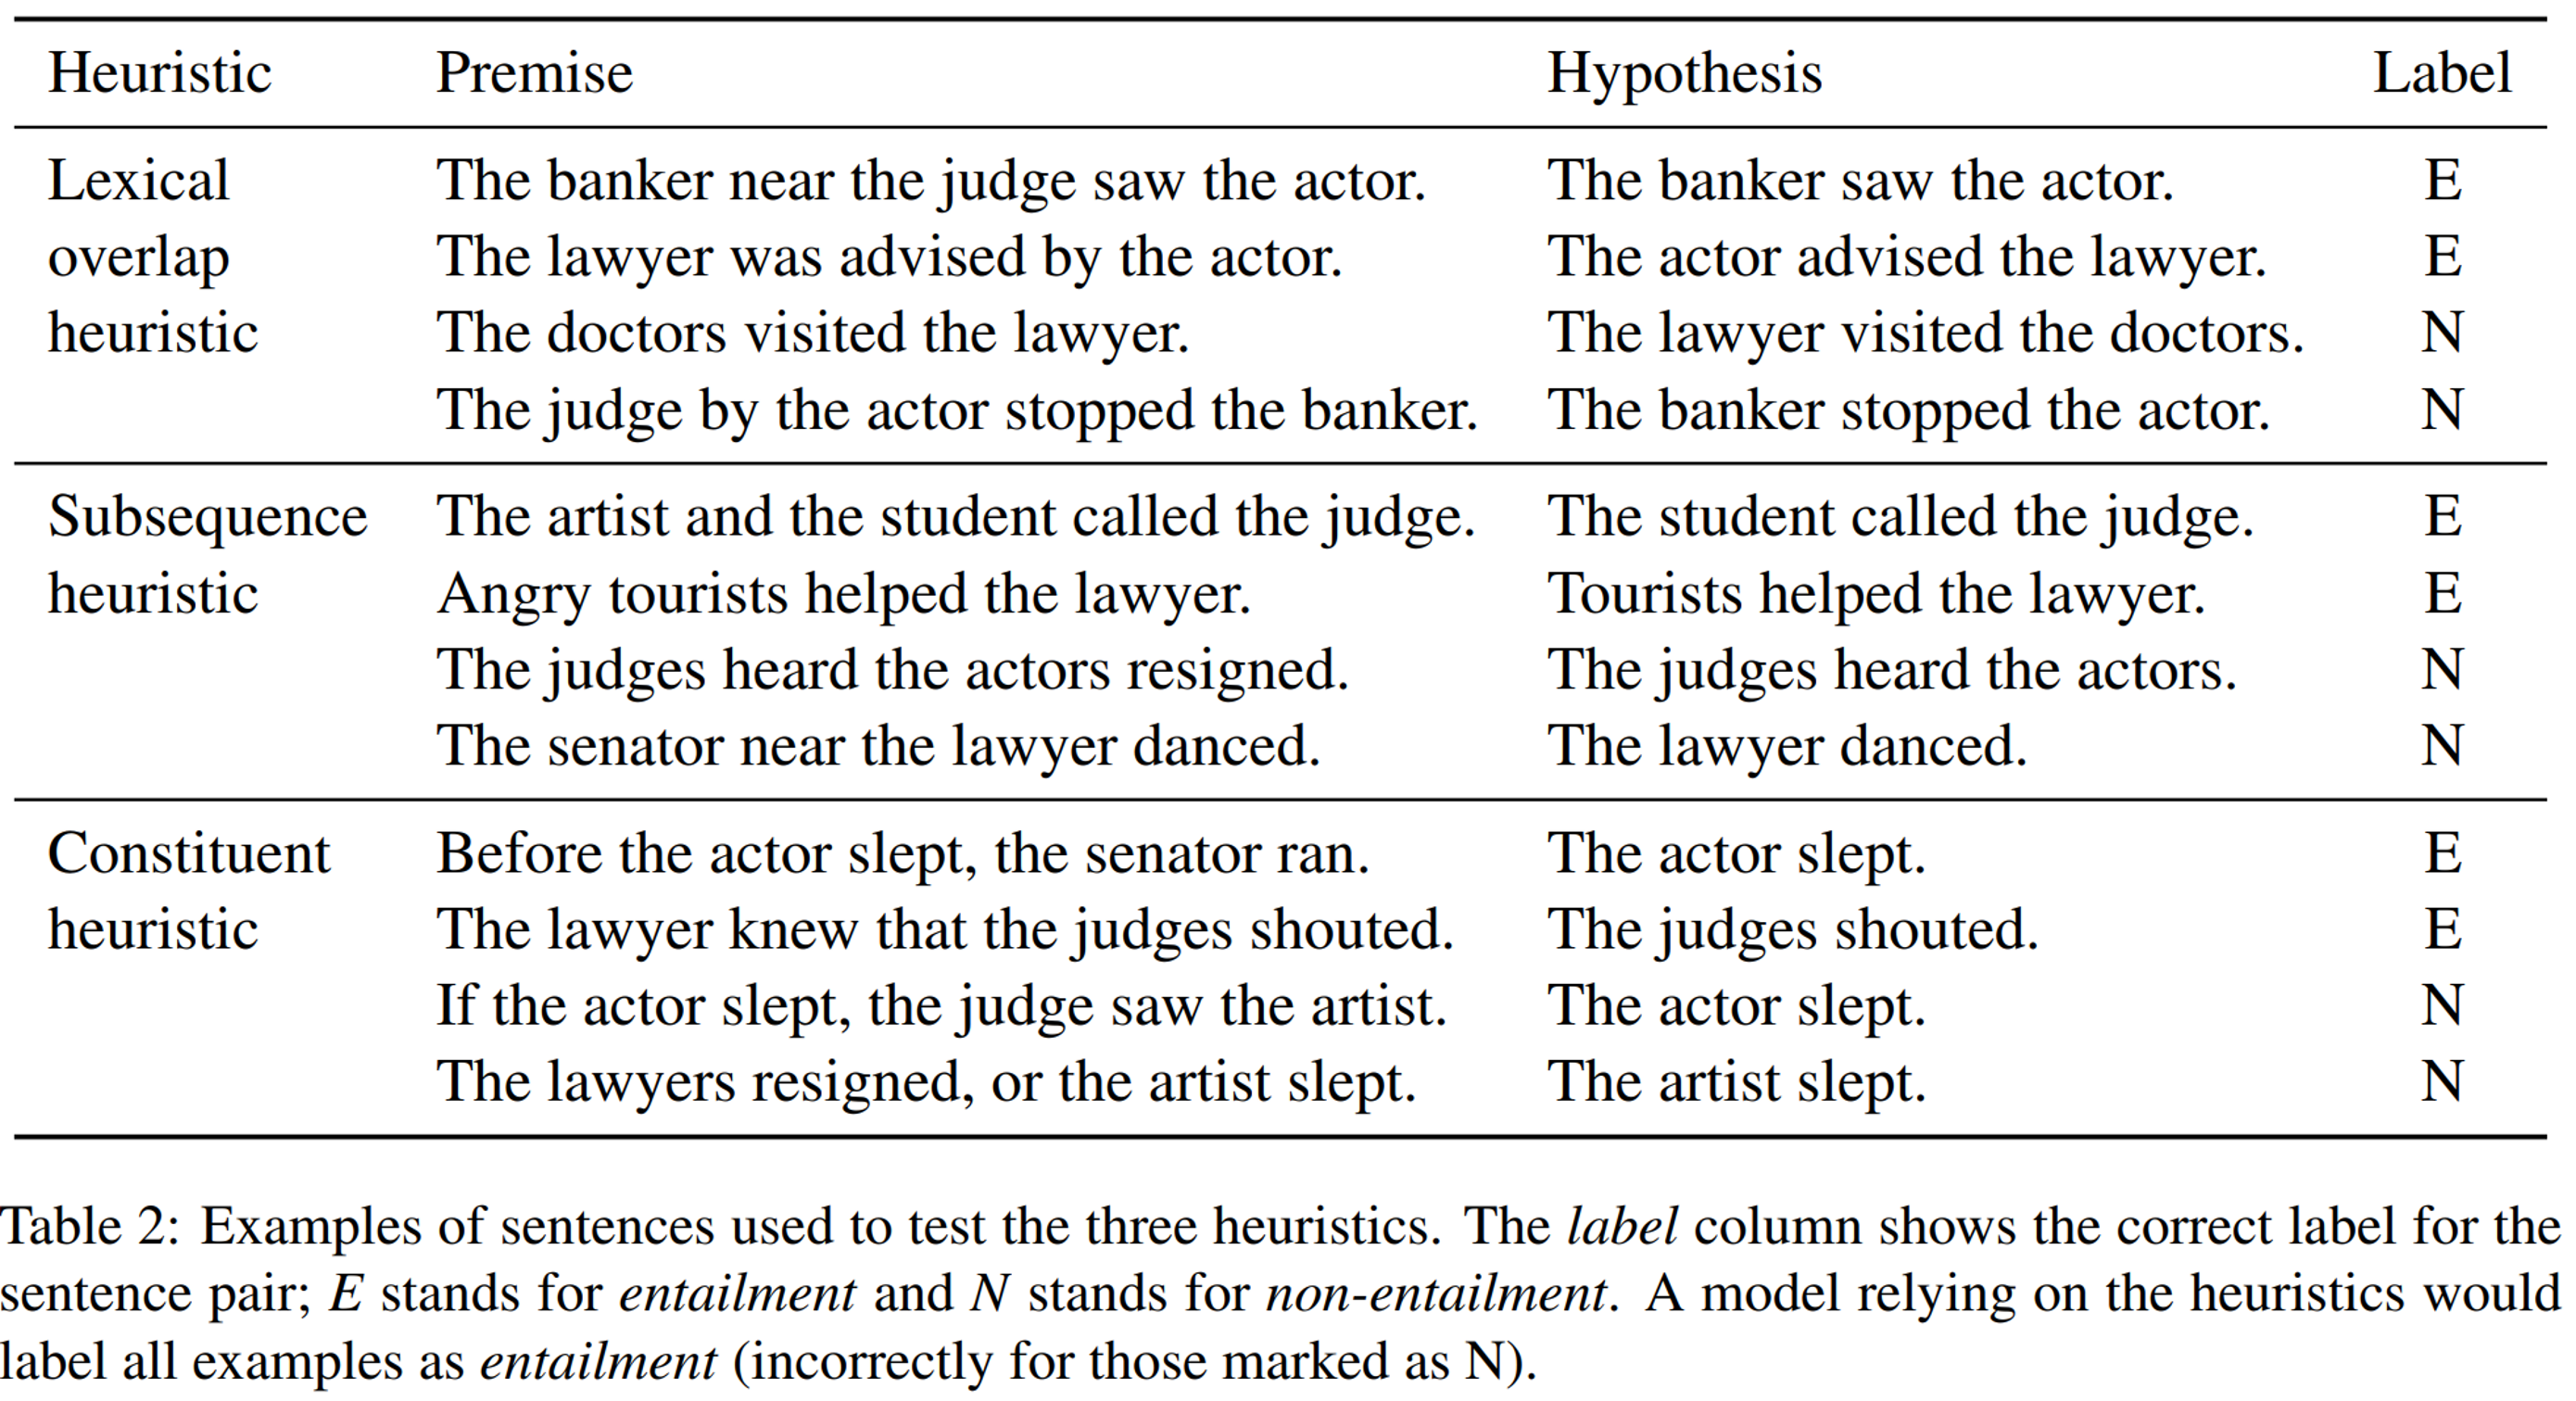 Heuristic Premise Hypothesis Label
Lexical The banker near the judge saw the actor. The banker saw the actor. E
overlap The lawyer was advised by the actor. The actor advised the lawyer. E
heuristic The doctors visited the lawyer. The lawyer visited the doctors. N
The judge by the actor stopped the banker. The banker stopped the actor. N
Subsequence The artist and the student called the judge. The student called the judge. E
heuristic Angry tourists helped the lawyer. Tourists helped the lawyer. E
The judges heard the actors resigned. The judges heard the actors. N
The senator near the lawyer danced. The lawyer danced. N
Constituent Before the actor slept, the senator ran. The actor slept. E
heuristic The lawyer knew that the judges shouted. The judges shouted. E
If the actor slept, the judge saw the artist. The actor slept. N
The lawyers resigned, or the artist slept. The artist slept. N
Table 2: Examples of sentences used to test the three heuristics. The label column shows the correct label for the
sentence pair; E stands for entailment and N stands for non-entailment. A model relying on the heuristics would
label all examples as entailment (incorrectly for those marked as N).